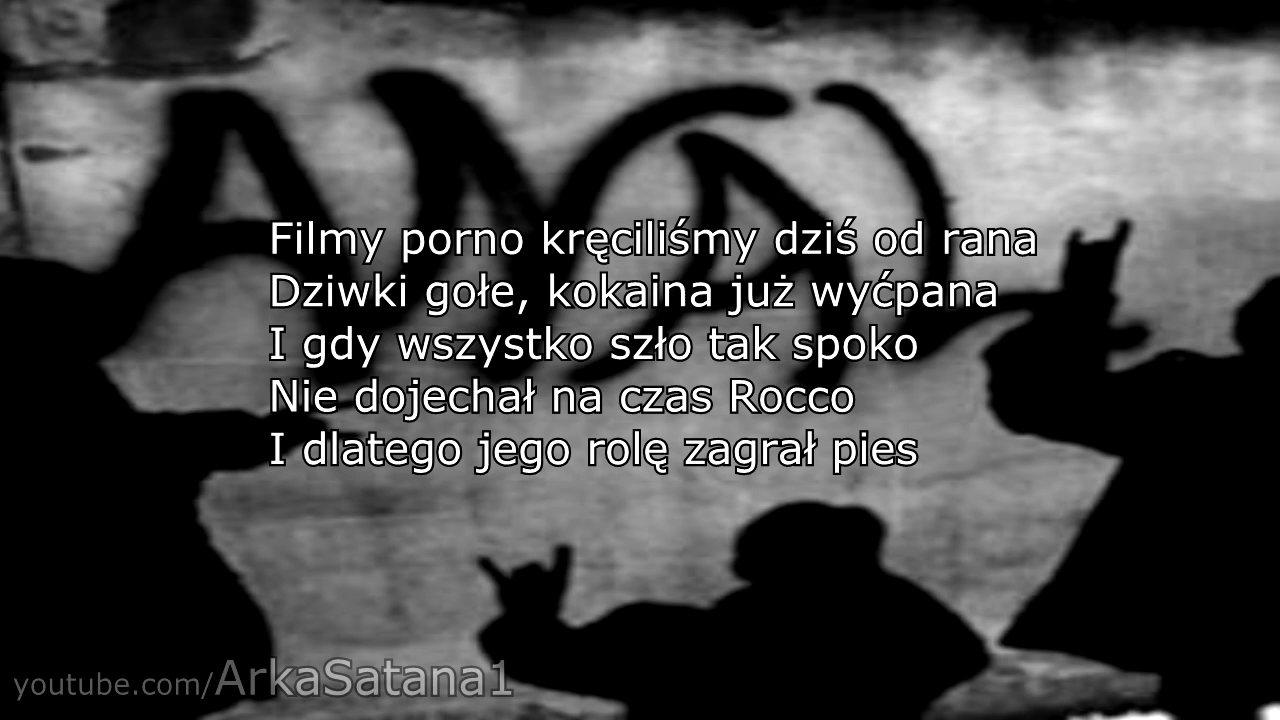 Filmy porno kręciliśmy dziś od rana
Dziwki gołe, kokaina już wyćpana
I gdy wszystko szło tak spoko
Nie dojechał na czas Rocco
I dlatego jego rolę zagrał pies
youtube.com/ArkaSatana1